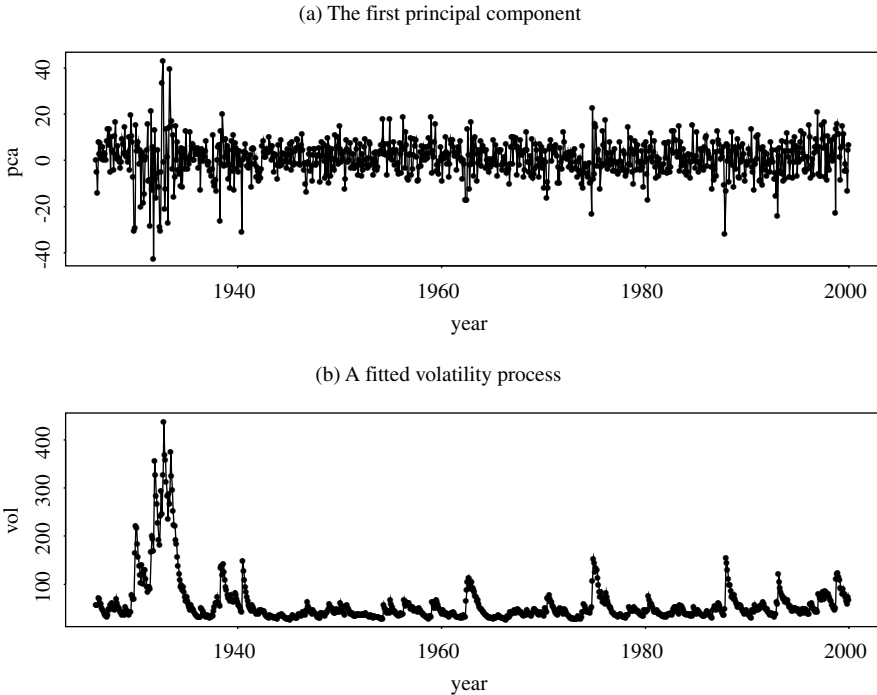 (a) The first principal component
40
20
0
-20
-40
pca
1940
1960
1980
2000
year
(b) A fitted volatility process
400
300
200
100
vol
1940
1960
1980
2000
year